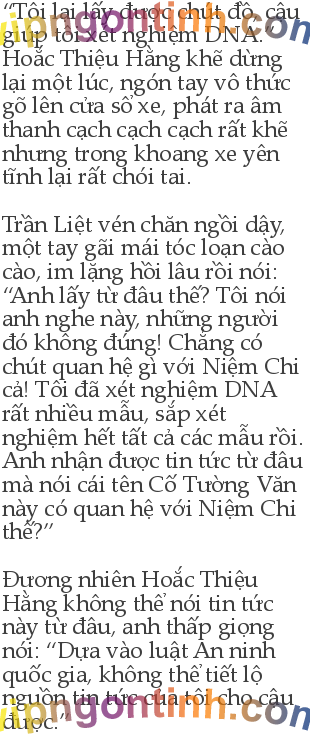 “Tôi lại lấy được chút đồ, cậu
giúp tôi xét nghiệm DNA.”
Hoắc Thiệu Hằng khẽ dừng
lại một lúc, ngón tay vô thức
gõ lên cửa sổ xe, phát ra âm
thanh cạch cạch cạch rất khẽ
nhưng trong khoang xe yên
tĩnh lại rất chói tai.

Trần Liệt vén chăn ngồi dậy,
một tay gãi mái tóc loạn cào
cào, im lặng hồi lâu rồi nói:
“Anh lấy từ đâu thế? Tôi nói
anh nghe này, những người
đó không đúng! Chẳng có
chút quan hệ gì với Niệm Chi
cả! Tôi đã xét nghiệm DNA
rất nhiều mẫu, sắp xét
nghiệm hết tất cả các mẫu rồi.
Anh nhận được tin tức từ đâu
mà nói cái tên Cố Tường Văn
này có quan hệ với Niệm Chi
thế?”

Đương nhiên Hoắc Thiệu
Hằng không thể nói tin tức
này từ đâu, anh thấp giọng
nói: “Dựa vào luật An ninh
quốc gia, không thể tiết lộ
nguồn tin tức của tôi cho cậu
được.”
vipngontinh.com
vipngontinh.com